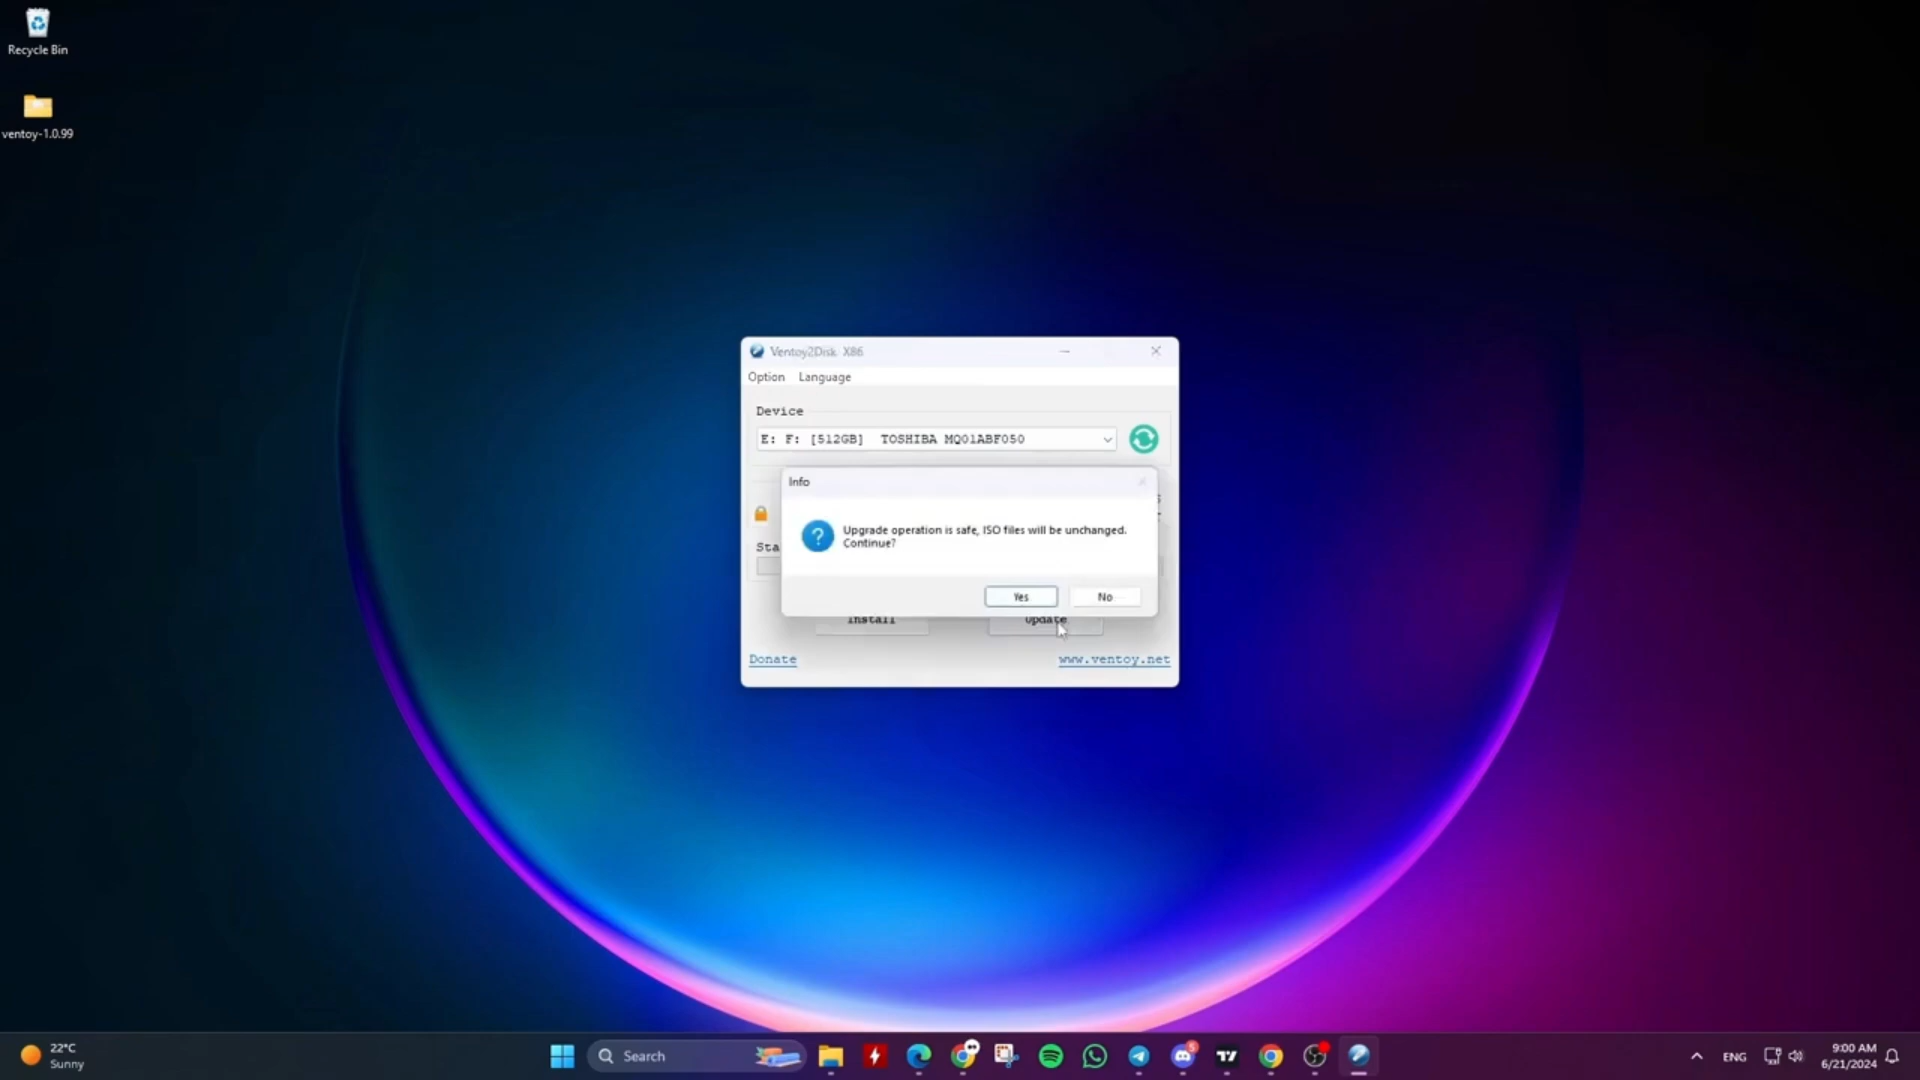 Recycle Bin
ventoy-1.0.99
Ventoy2Disk X86
Option Language
Device
E: F: [512GB] TOSHIBA MQ01ABF050
Info
Upgrade operation is safe, ISO files will be unchanged.
Continue?
Sta
Yes No
Install Update
Donate www.ventoy.net
22°C
Sunny
Search
5
ENG
9:00 AM
6/21/2024